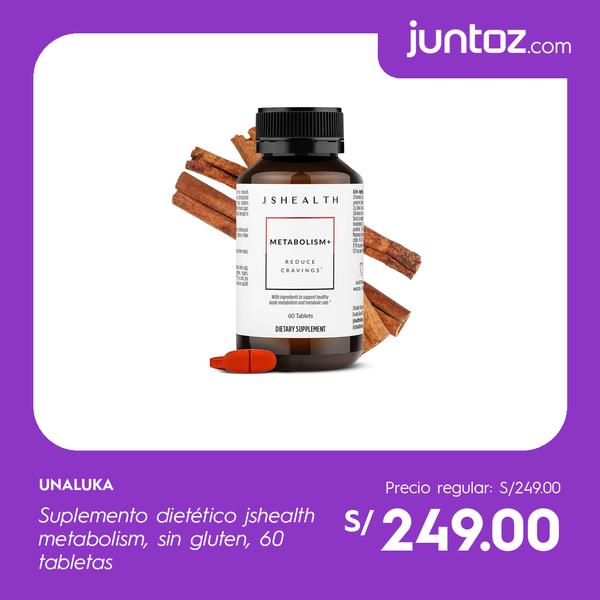 juntoz.com
JSHEALTH
METABOLISM+
REDUCE
CRAVINGS*
With ingredients to support healthy
body metabolism and metabolic rate.*
60 Tablets
DIETARY SUPPLEMENT
UNALUKA
Suplemento dietético jshealth
metabolism, sin gluten, 60
tabletas
Precio regular: S/249.00
S/ 249.00